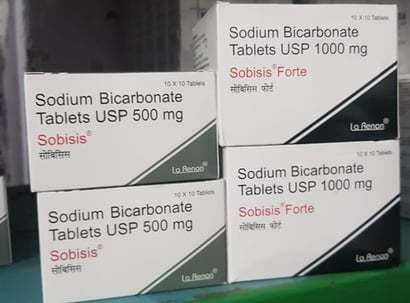 10 X 10 Tablets
Sodium Bicarbonate
Tablets USP 500 mg
Sobisis®
सोबिसिस
La Renon®
10 X 10 Tablets
Sodium Bicarbonate
Tablets USP 1000 mg
Sobisis® Forte
सोबिसिस फोर्ट
La Renon®
10 X 10 Tablets
Sodium Bicarbonate
Tablets USP 500 mg
Sobisis®
सोबिसिस
La Renon®
10 X 10 Tablets
Sodium Bicarbonate
Tablets USP 1000 mg
Sobisis® Forte
सोबिसिस फोर्ट
La Renon®